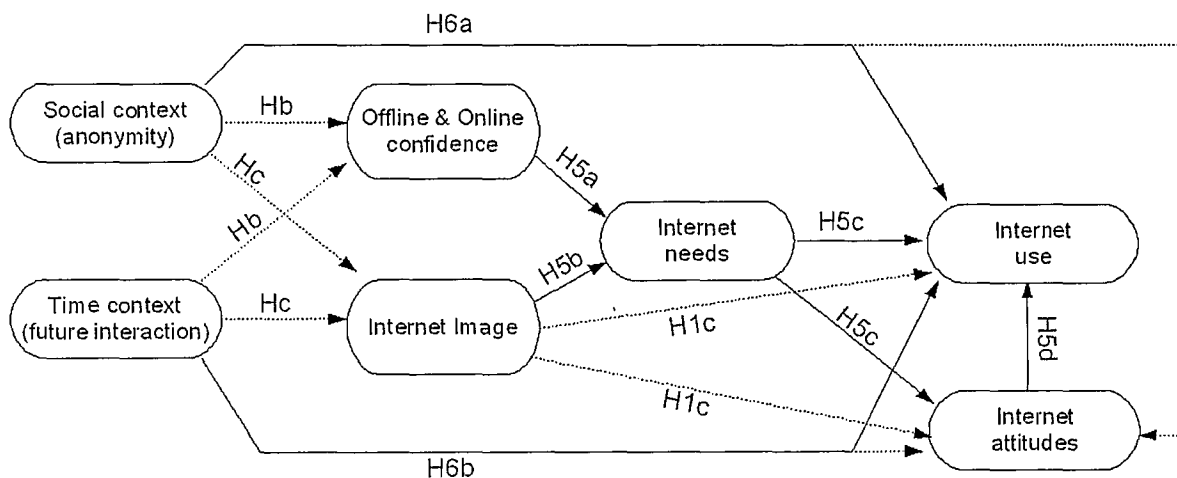 H6a
Social context
(anonymity)
Hb
Offline & Online
confidence
Hc
H5a
Hb
Internet
needs
H5c
Internet
use
Time context
(future interaction)
Hc
Internet Image
H5b
H1c
H5c
H5d
H1c
Internet
attitudes
H6b